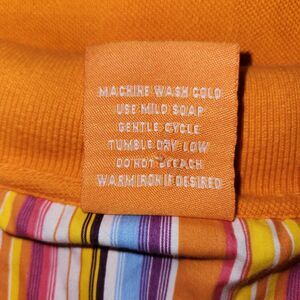 MACHINE WASH COLD
USE MILD SOAP
GENTLE CYCLE
TUMBLE DRY LOW
DO NOT BLEACH
WARM IRON IF DESIRED